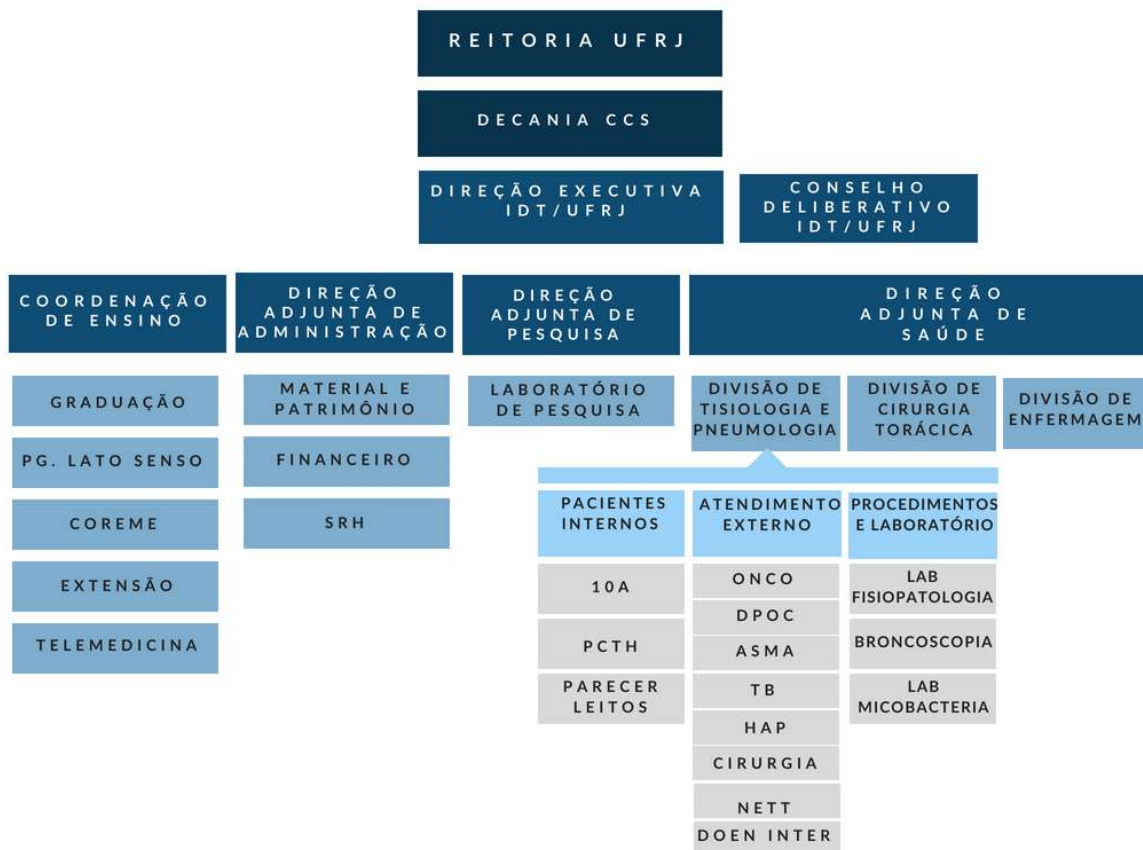 REITORIA UFRJ
DECANIA CCS
DIREÇÃO EXECUTIVA
IDT/UFRJ
CONSELHO
DELIBERATIVO
IDT/UFRJ
COORDENAÇÃO
DE ENSINO
DIREÇÃO
ADJUNTA DE
ADMINISTRAÇÃO
DIREÇÃO
ADJUNTA DE
PESQUISA
DIREÇÃO
ADJUNTA DE
SAÚDE
GRADUAÇÃO
PG. LATO SENSO
COREME
EXTENSÃO
TELEMEDICINA
MATERIAL E
PATRIMÔNIO
FINANCEIRO
SRH
LABORATÓRIO
DE PESQUISA
DIVISÃO DE
TISIOLOGIA E
PNEUMOLOGIA
DIVISÃO DE
CIRURGIA
TORÁCICA
DIVISÃO DE
ENFERMAGEM
PACIENTES
INTERNOS
10A
PCTH
PARECER
LEITOS
ATENDIMENTO
EXTERNO
ONCO
DPOC
ASMA
TB
HAP
CIRURGIA
NETT
DOEN INTER
PROCEDIMENTOS
E LABORATÓRIO
LAB
FISIOPATOLOGIA
BRONCOSCOPIA
LAB
MICOBACTERIA